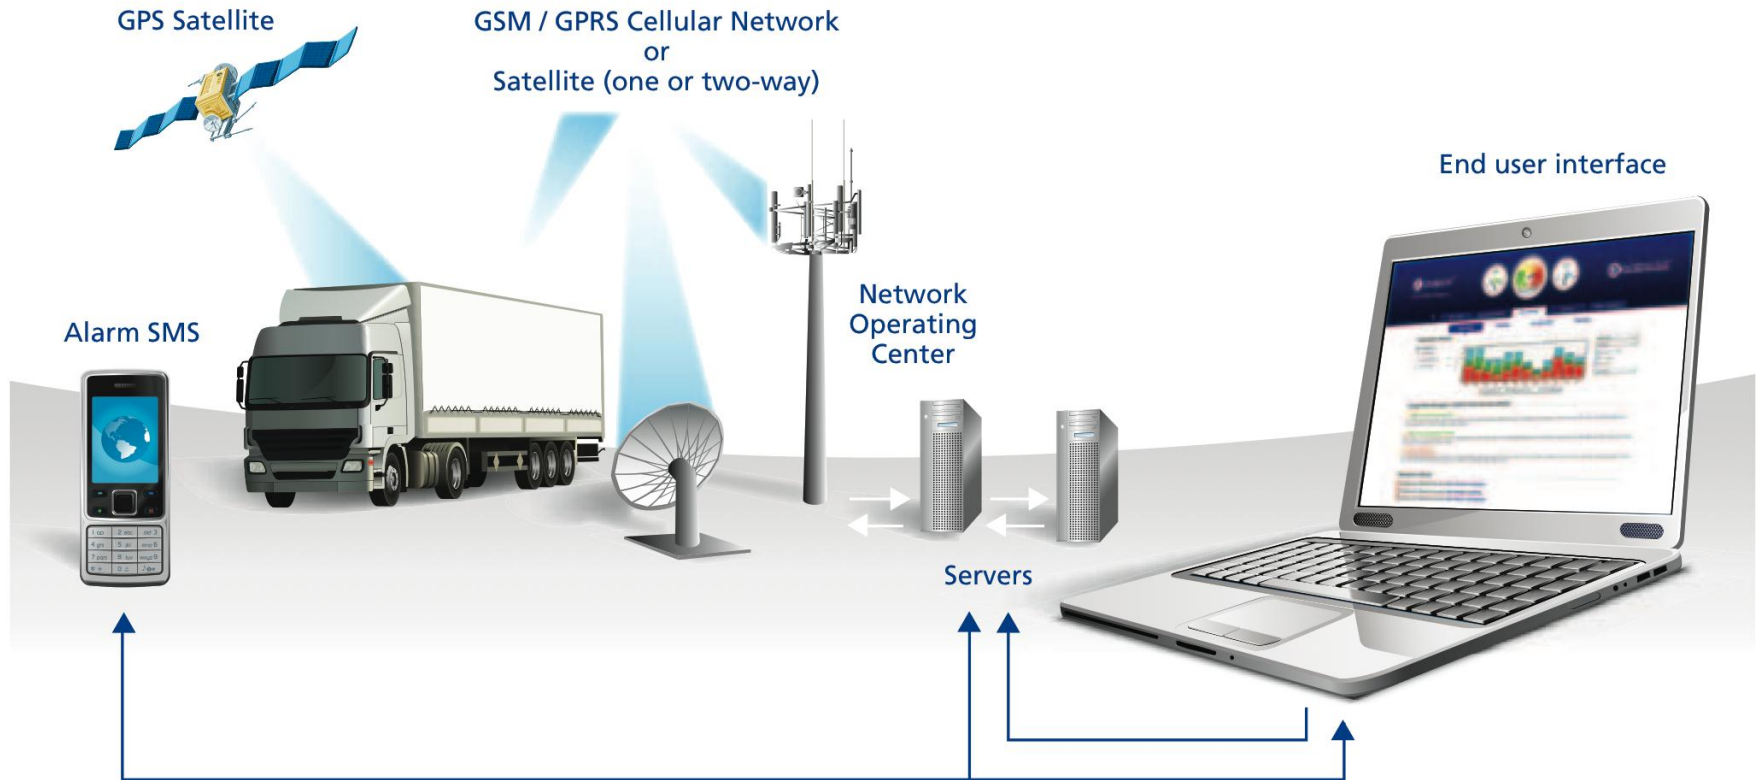 GPS Satellite
GSM / GPRS Cellular Network
or
Satellite (one or two-way)
End user interface
Alarm SMS
Network
Operating
Center
Servers